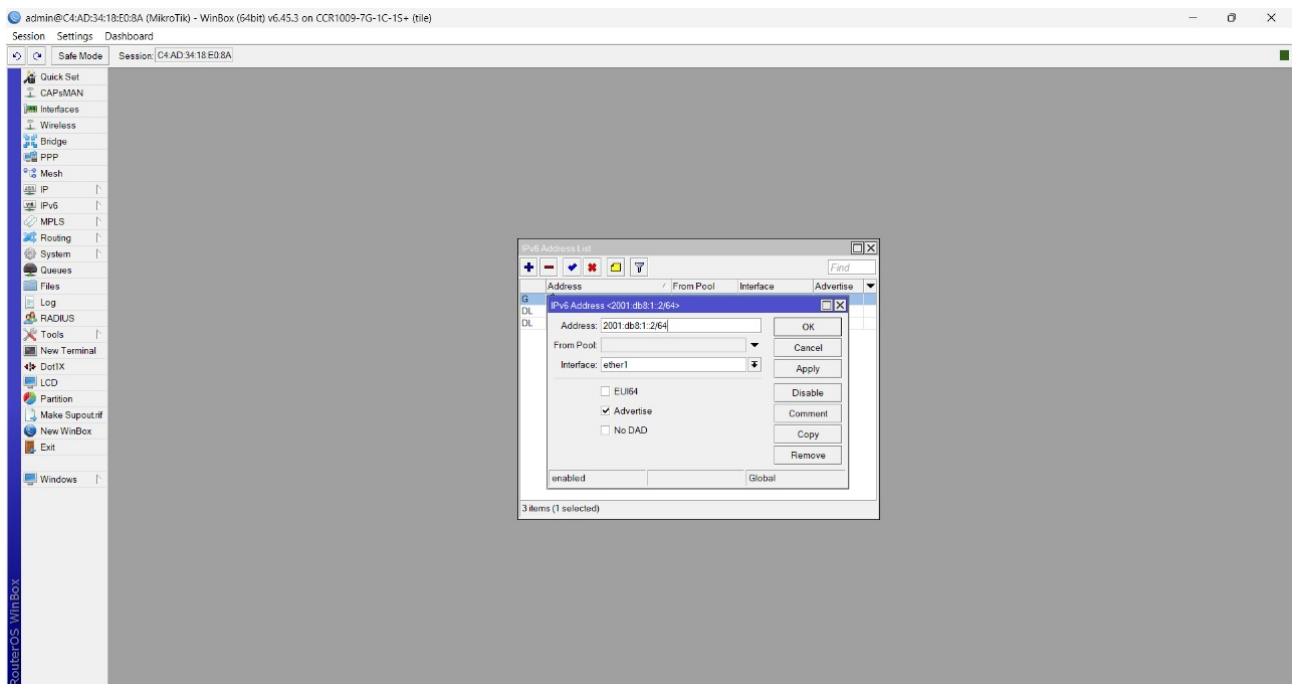 admin@C4:AD:34:18:E0:8A (MikroTik) - WinBox (64bit) v6.45.3 on CCR1009-7G-1C-1S+ (tile)
Session Settings Dashboard
Safe Mode Session: C4:AD:34:18:E0:8A
Quick Set
CAPsMAN
Interfaces
Wireless
Bridge
PPP
Mesh
IP
IPv6
MPLS
Routing
System
Queues
Files
Log
RADIUS
Tools
New Terminal
Dot1X
LCD
Partition
Make Supout.rif
New WinBox
Exit
Windows
RouterOS WinBox
IPv6 Address List
Find
Address From Pool Interface Advertise
G
DL
DL
IPv6 Address <2001:db8:1::2/64>
Address: 2001:db8:1::2/64 OK
From Pool: Cancel
Interface: ether1 Apply
EUI64 Disable
Advertise Comment
No DAD Copy
Remove
enabled Global
3 items (1 selected)